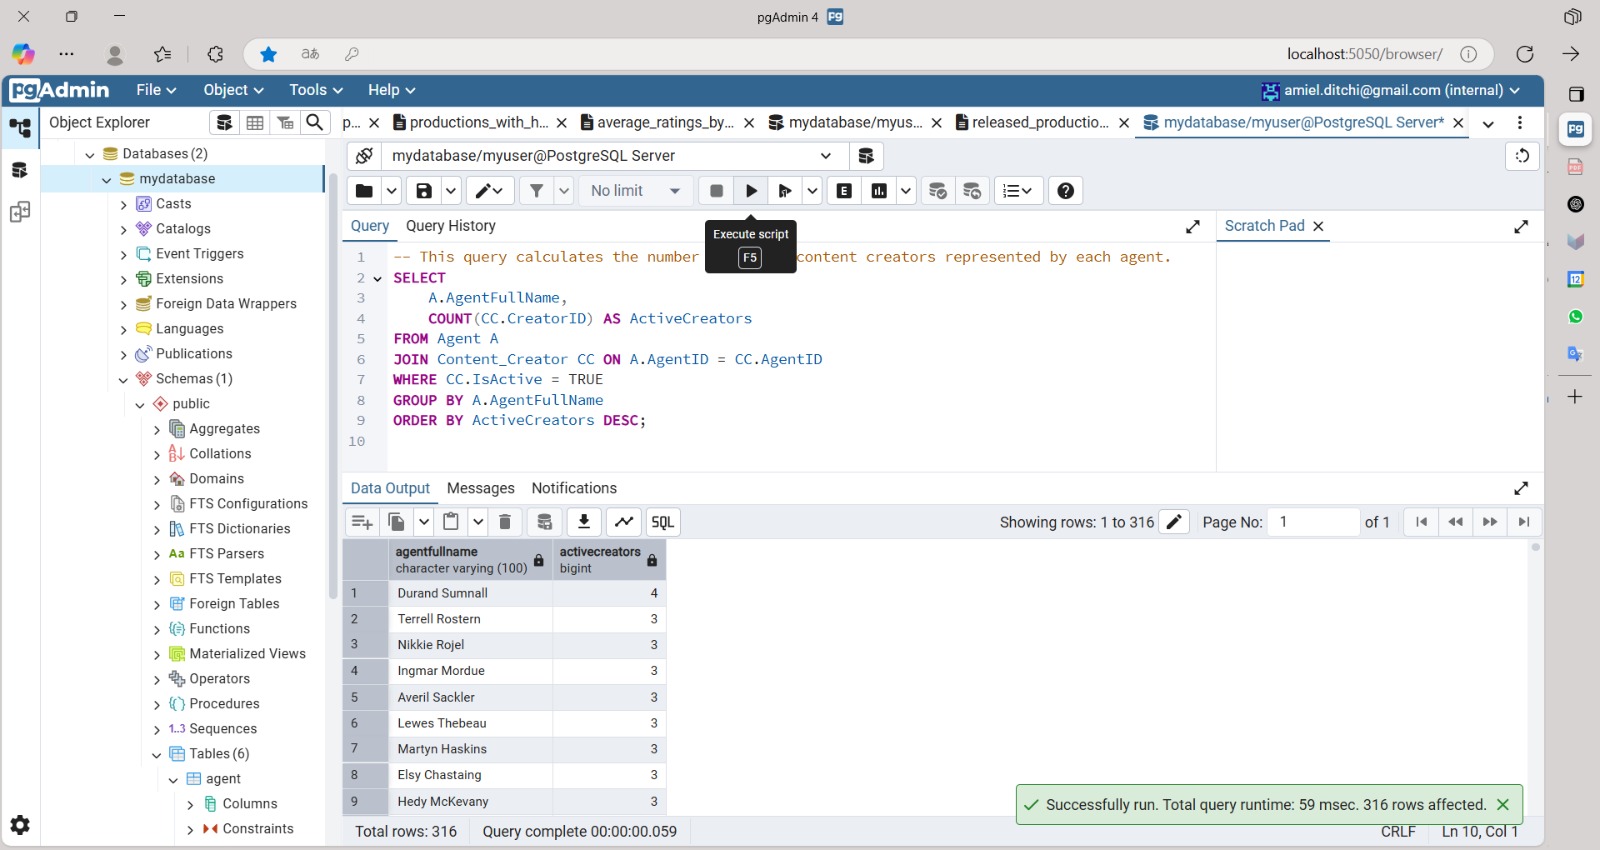 pgAdmin 4
localhost:5050/browser/
pgAdmin
File
Object
Tools
Help
amiel.ditchi@gmail.com (internal)
Object Explorer
p...
productions_with_h...
average_ratings_by...
mydatabase/myus...
released_productio...
mydatabase/myuser@PostgreSQL Server*
Databases (2)
mydatabase
Casts
Catalogs
Event Triggers
Extensions
Foreign Data Wrappers
Languages
Publications
Schemas (1)
public
Aggregates
Collations
Domains
FTS Configurations
FTS Dictionaries
FTS Parsers
FTS Templates
Foreign Tables
Functions
Materialized Views
Operators
Procedures
1..3 Sequences
Tables (6)
agent
Columns
Constraints
mydatabase/myuser@PostgreSQL Server
No limit
Query
Query History
Scratch Pad
Execute script
F5
1 -- This query calculates the number content creators represented by each agent.
2 SELECT
3 A.AgentFullName,
4 COUNT(CC.CreatorID) AS ActiveCreators
5 FROM Agent A
6 JOIN Content_Creator CC ON A.AgentID = CC.AgentID
7 WHERE CC.IsActive = TRUE
8 GROUP BY A.AgentFullName
9 ORDER BY ActiveCreators DESC;
10
Data Output
Messages
Notifications
SQL
Showing rows: 1 to 316
Page No: 1 of 1
agentfullname
character varying (100)
activecreators
bigint
1 Durand Sumnall 4
2 Terrell Rostern 3
3 Nikkie Rojel 3
4 Ingmar Mordue 3
5 Averil Sackler 3
6 Lewes Thebeau 3
7 Martyn Haskins 3
8 Elsy Chastaing 3
9 Hedy McKevany 3
Successfully run. Total query runtime: 59 msec. 316 rows affected.
Total rows: 316
Query complete 00:00:00.059
CRLF
Ln 10, Col 1